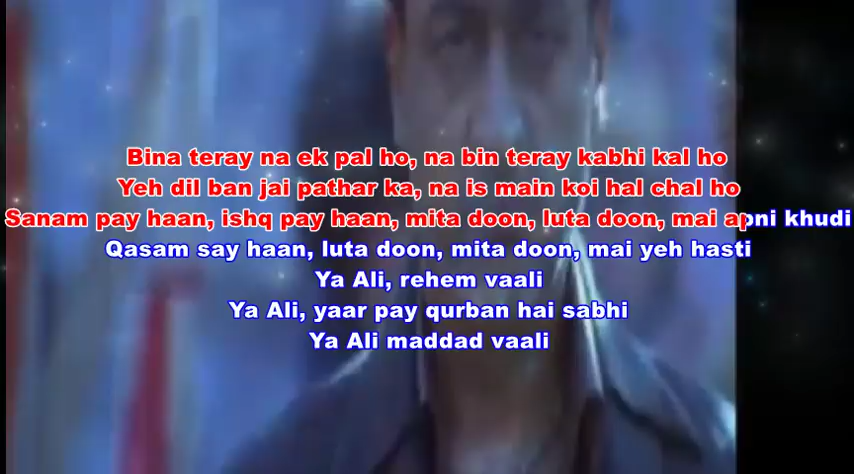 Bina teray na ek pal ho, na bin teray kabhi kal ho
Yeh dil ban jai pathar ka, na is main koi hal chal ho
Sanam pay haan, ishq pay haan, mita doon, luta doon, mai apni khudi
Qasam say haan, luta doon, mita doon, mai yeh hasti
Ya Ali, rehem vaali
Ya Ali, yaar pay qurban hai sabhi
Ya Ali maddad vaali